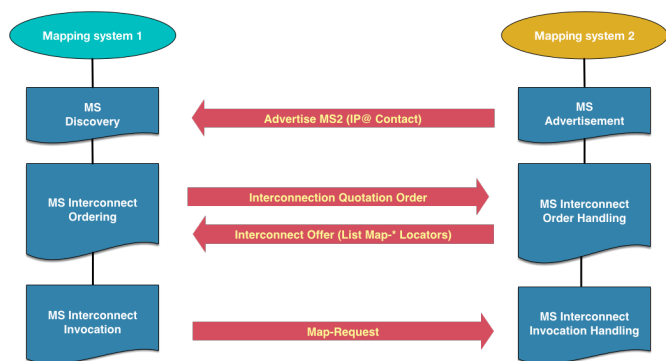 Mapping system 1
Mapping system 2
MS
Discovery
Advertise MS2 (IP@ Contact)
MS
Advertisement
MS Interconnect
Ordering
Interconnection Quotation Order
Interconnect Offer (List Map-* Locators)
MS Interconnect
Order Handling
MS Interconnect
Invocation
Map-Request
MS Interconnect
Invocation Handling